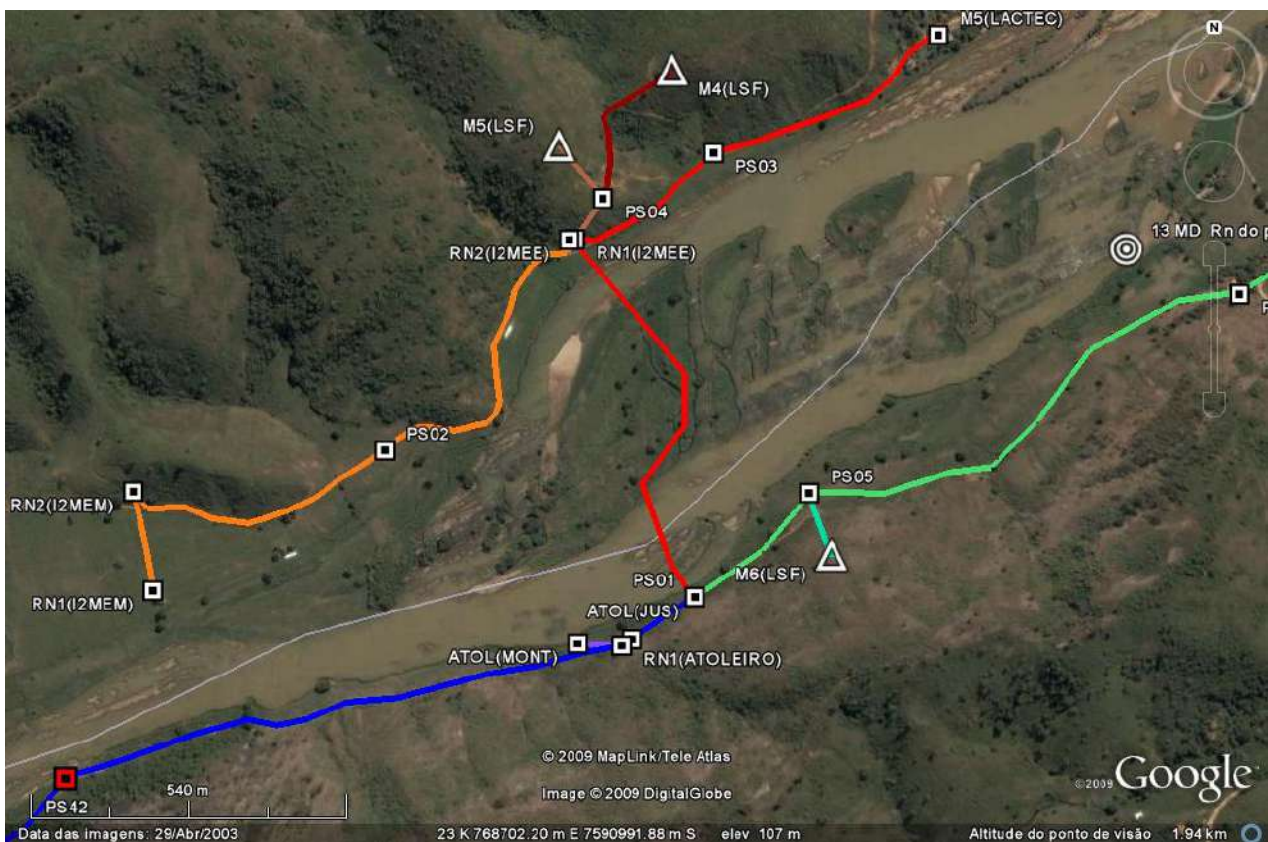 M5(LACTEC)
N
M4(LSF)
M5(LSF)
PS03
PS04
13 MD Rn do p
RN2(I2MEE)
RN1(I2MEE)
P
PS02
PS05
RN2(I2MEM)
RN1(I2MEM)
PS01
M6(LSF)
ATOL(JUS)
ATOL(MONT)
RN1(ATOLEIRO)
© 2009 MapLink/Tele Atlas
540 m
Image © 2009 DigitalGlobe
©2009 Google
PS42
Data das imagens: 29/Abr/2003 23 K 768702.20 m E 7590991.88 m S elev 107 m Altitude do ponto de visão 1.94 km